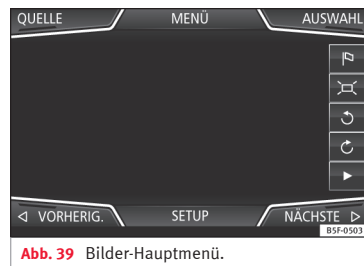 QUELLE MENÜ AUSWAHL
◁ VORHERIG. SETUP NÄCHSTE ▷
B5F-0503
Abb. 39 Bilder-Hauptmenü.